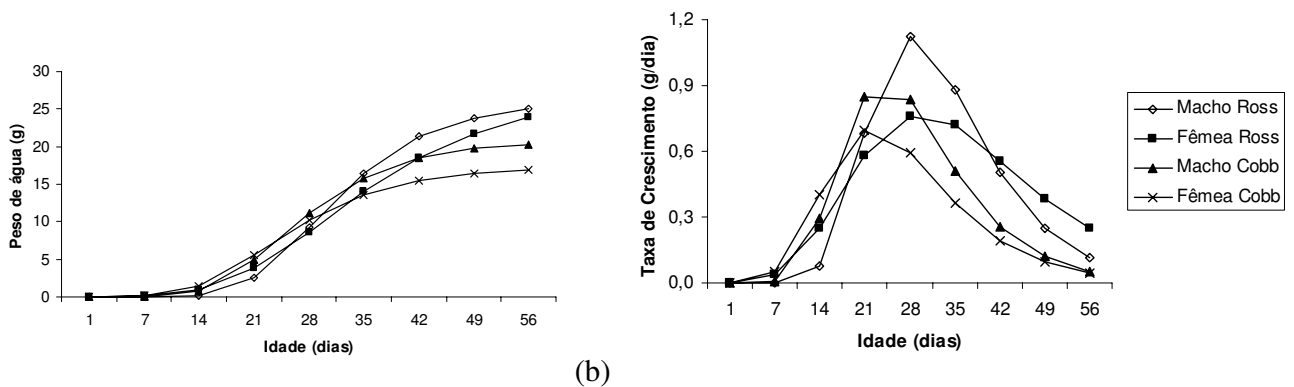 Peso de água (g)
30
25
20
15
10
5
0
1 7 14 21 28 35 42 49 56
Idade (dias)
(b)
Taxa de Crescimento (g/dia)
1,2
0,9
0,6
0,3
0,0
1 7 14 21 28 35 42 49 56
Idade (dias)
Macho Ross
Fêmea Ross
Macho Cobb
Fêmea Cobb